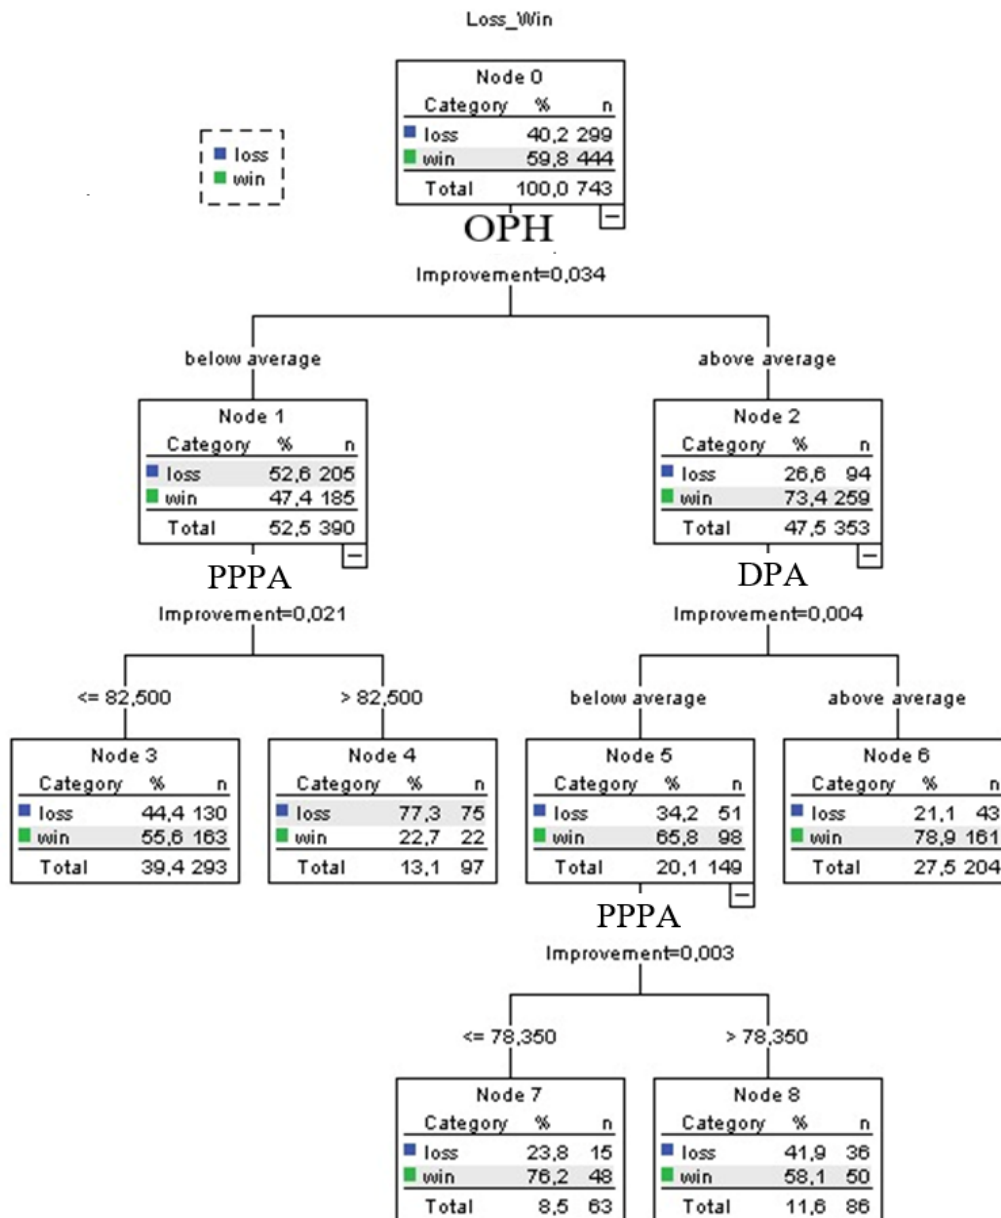 Loss_Win
Node 0
Category % n
loss 40,2 299
win 59,8 444
Total 100,0 743
loss
win
OPH
Improvement=0,034
below average
above average
Node 1
Category % n
loss 52,6 205
win 47,4 185
Total 52,5 390
Node 2
Category % n
loss 26,6 94
win 73,4 259
Total 47,5 353
PPPA
Improvement=0,021
DPA
Improvement=0,004
<= 82,500
> 82,500
below average
above average
Node 3
Category % n
loss 44,4 130
win 55,6 163
Total 39,4 293
Node 4
Category % n
loss 77,3 75
win 22,7 22
Total 13,1 97
Node 5
Category % n
loss 34,2 51
win 65,8 98
Total 20,1 149
Node 6
Category % n
loss 21,1 43
win 78,9 161
Total 27,5 204
PPPA
Improvement=0,003
<= 78,350
> 78,350
Node 7
Category % n
loss 23,8 15
win 76,2 48
Total 8,5 63
Node 8
Category % n
loss 41,9 36
win 58,1 50
Total 11,6 86